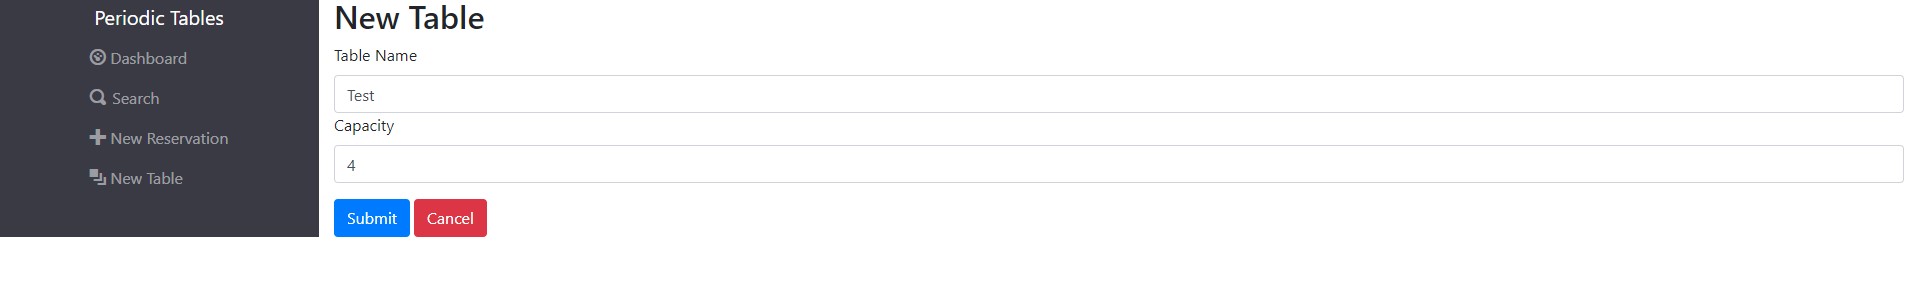 Periodic Tables
Dashboard
Search
New Reservation
New Table
New Table
Table Name
Test
Capacity
4
Submit Cancel